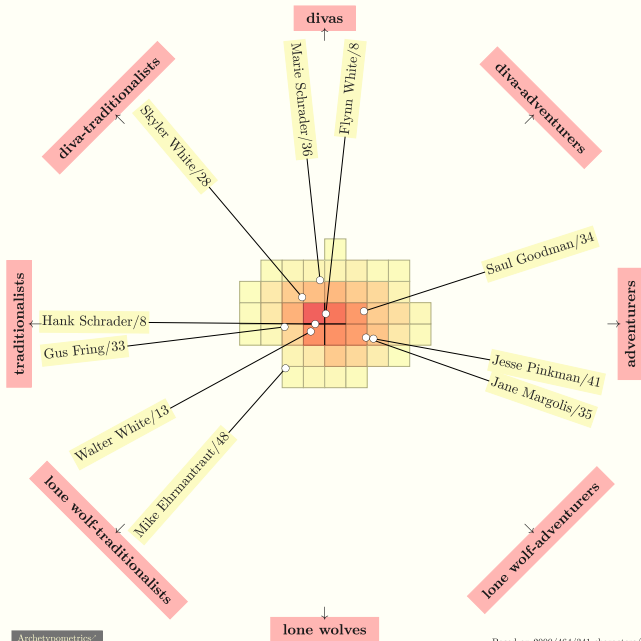 divas
diva-traditionalists
diva-adventurers
Marie Schrader/36
Flynn White/8
Skyler White/28
Saul Goodman/34
traditionalists
adventurers
Hank Schrader/8
Gus Fring/33
Jesse Pinkman/41
Jane Margolis/35
Walter White/13
Mike Ehrmantraut/48
lone wolf-traditionalists
lone wolf-adventurers
lone wolves
Archetypometrics